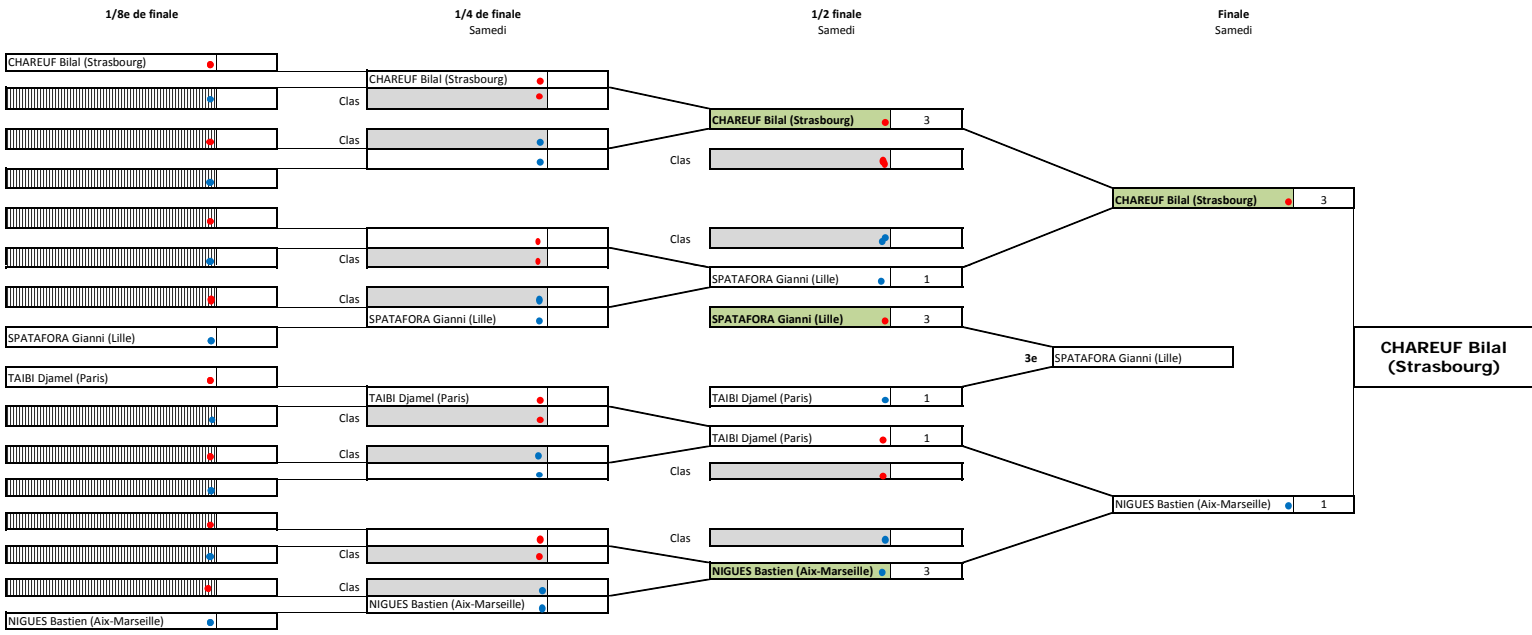 1/8e de finale
1/4 de finale
Samedi
1/2 finale
Samedi
Finale
Samedi
CHAREUF Bilal (Strasbourg)
CHAREUF Bilal (Strasbourg)
Clas
CHAREUF Bilal (Strasbourg) 3
Clas
Clas
CHAREUF Bilal (Strasbourg) 3
Clas
Clas
SPATAFORA Gianni (Lille) 1
Clas
SPATAFORA Gianni (Lille)
SPATAFORA Gianni (Lille) 3
SPATAFORA Gianni (Lille)
3e SPATAFORA Gianni (Lille)
CHAREUF Bilal
(Strasbourg)
TAIBI Djamel (Paris)
TAIBI Djamel (Paris)
TAIBI Djamel (Paris) 1
Clas
TAIBI Djamel (Paris) 1
Clas
Clas
NIGUES Bastien (Aix-Marseille) 1
Clas
Clas
NIGUES Bastien (Aix-Marseille) 3
Clas
NIGUES Bastien (Aix-Marseille)
NIGUES Bastien (Aix-Marseille)